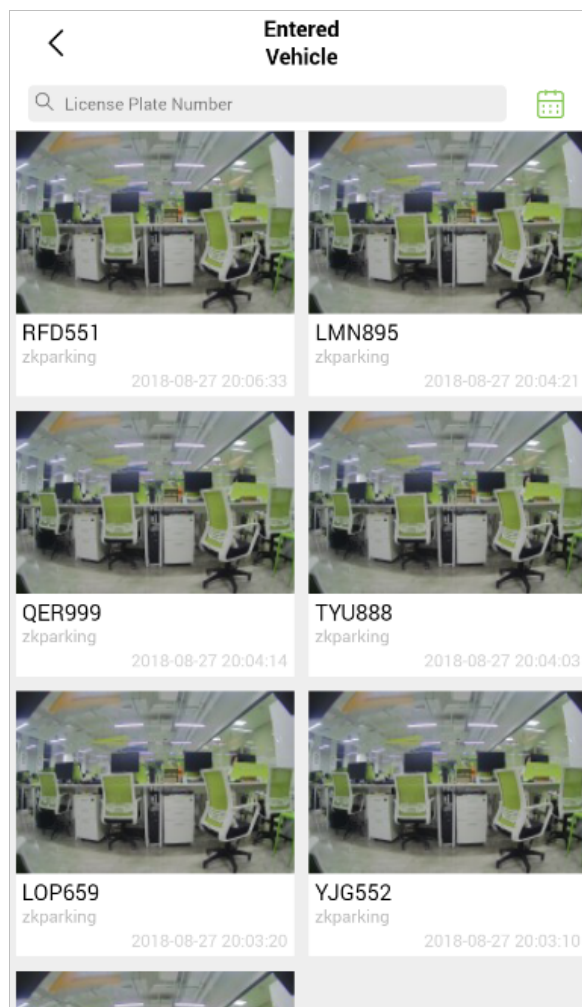 Entered
Vehicle
License Plate Number
RFD551
zkparking
2018-08-27 20:06:33
LMN895
zkparking
2018-08-27 20:04:21
QER999
zkparking
2018-08-27 20:04:14
TYU888
zkparking
2018-08-27 20:04:03
LOP659
zkparking
2018-08-27 20:03:20
YJG552
zkparking
2018-08-27 20:03:10